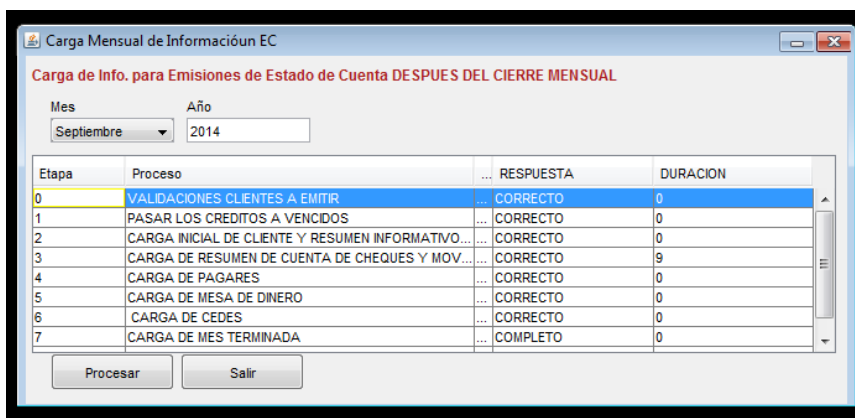 Carga Mensual de Informacióun EC
Carga de Info. para Emisiones de Estado de Cuenta DESPUES DEL CIERRE MENSUAL
Mes Año
Septiembre 2014
Etapa Proceso ... RESPUESTA DURACION
0 VALIDACIONES CLIENTES A EMITIR ... CORRECTO 0
1 PASAR LOS CREDITOS A VENCIDOS ... CORRECTO 0
2 CARGA INICIAL DE CLIENTE Y RESUMEN INFORMATIVO... ... CORRECTO 0
3 CARGA DE RESUMEN DE CUENTA DE CHEQUES Y MOV... ... CORRECTO 9
4 CARGA DE PAGARES ... CORRECTO 0
5 CARGA DE MESA DE DINERO ... CORRECTO 0
6 CARGA DE CEDES ... CORRECTO 0
7 CARGA DE MES TERMINADA ... COMPLETO 0
Procesar Salir